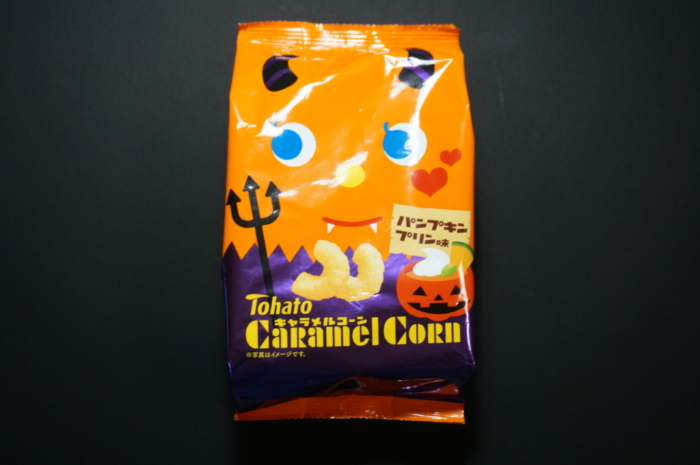 パンプキン
プリン味
Tohato
キャラメルコーン
Caramel Corn
※写真はイメージです。